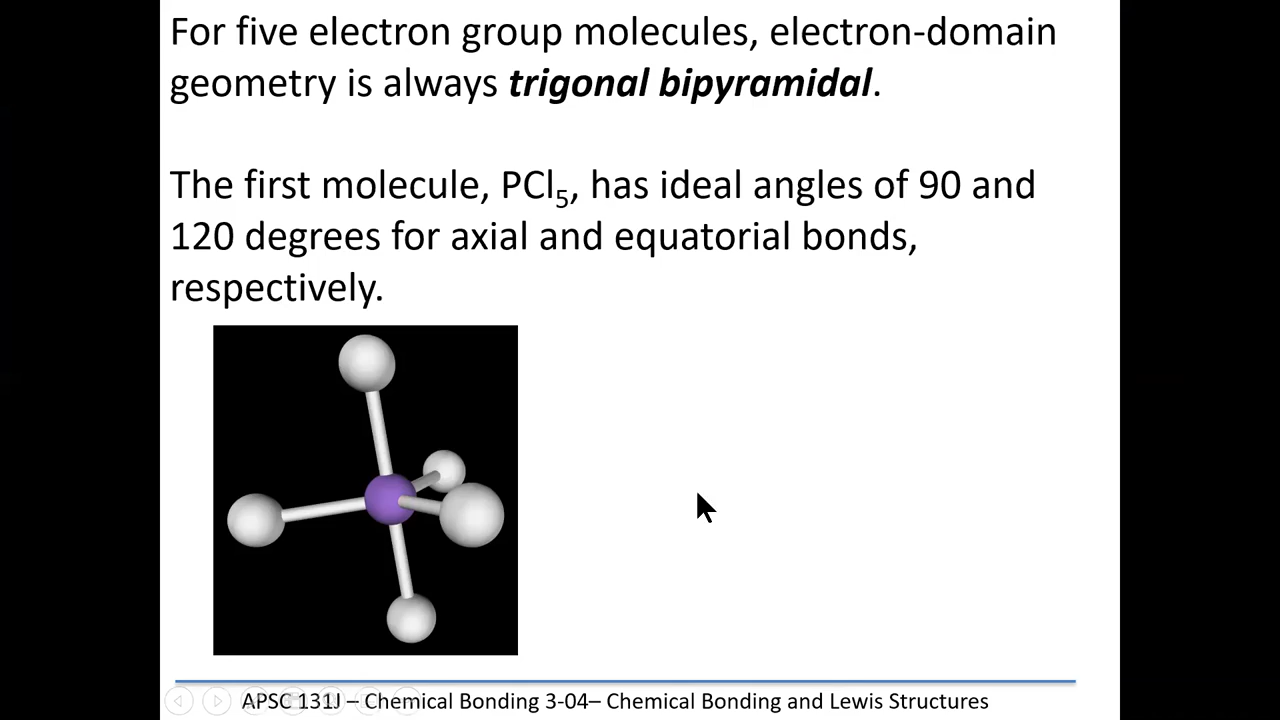 For five electron group molecules, electron-domain
geometry is always trigonal bipyramidal.
The first molecule, PCl₅, has ideal angles of 90 and
120 degrees for axial and equatorial bonds,
respectively.
APSC 131J – Chemical Bonding 3-04– Chemical Bonding and Lewis Structures